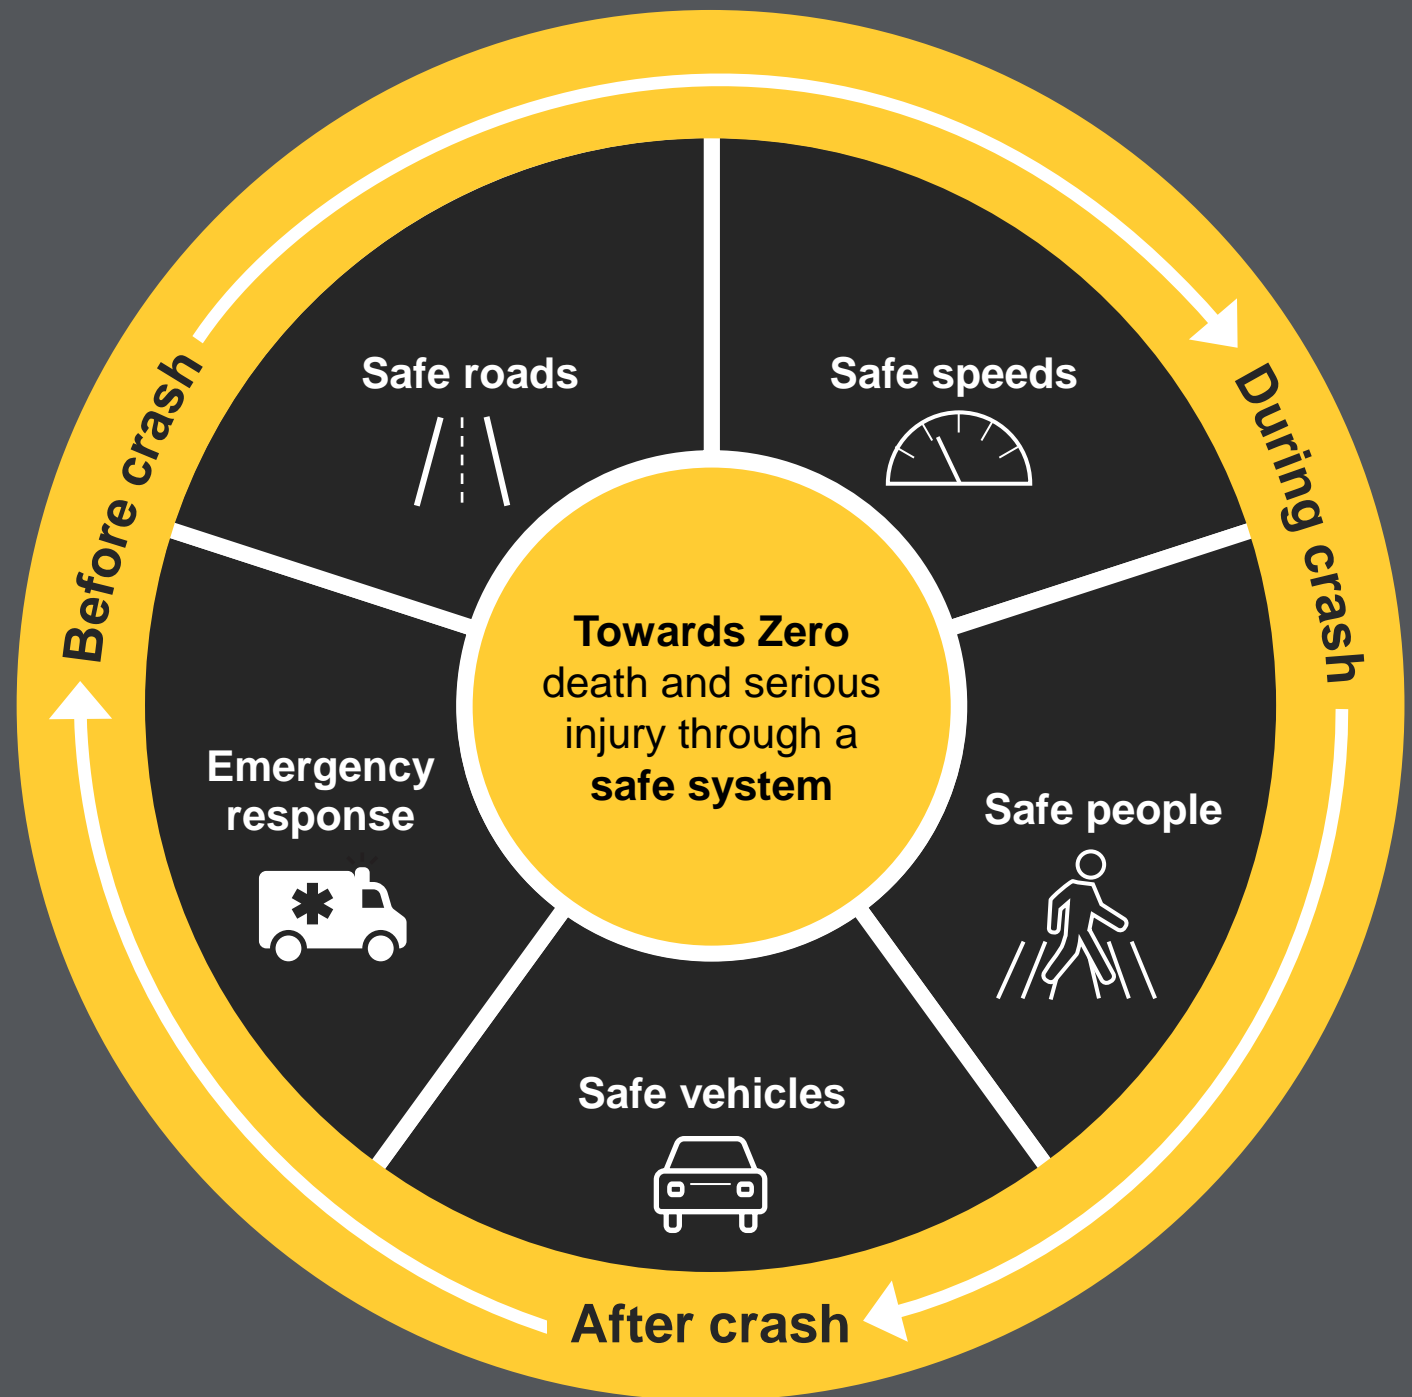 Before crash
During crash
After crash
Safe roads
Safe speeds
Safe people
Safe vehicles
Emergency
response
Towards Zero
death and serious
injury through a
safe system